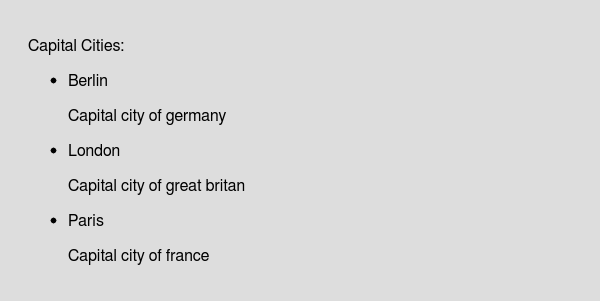 Capital Cities:
• Berlin
Capital city of germany
• London
Capital city of great britan
• Paris
Capital city of france